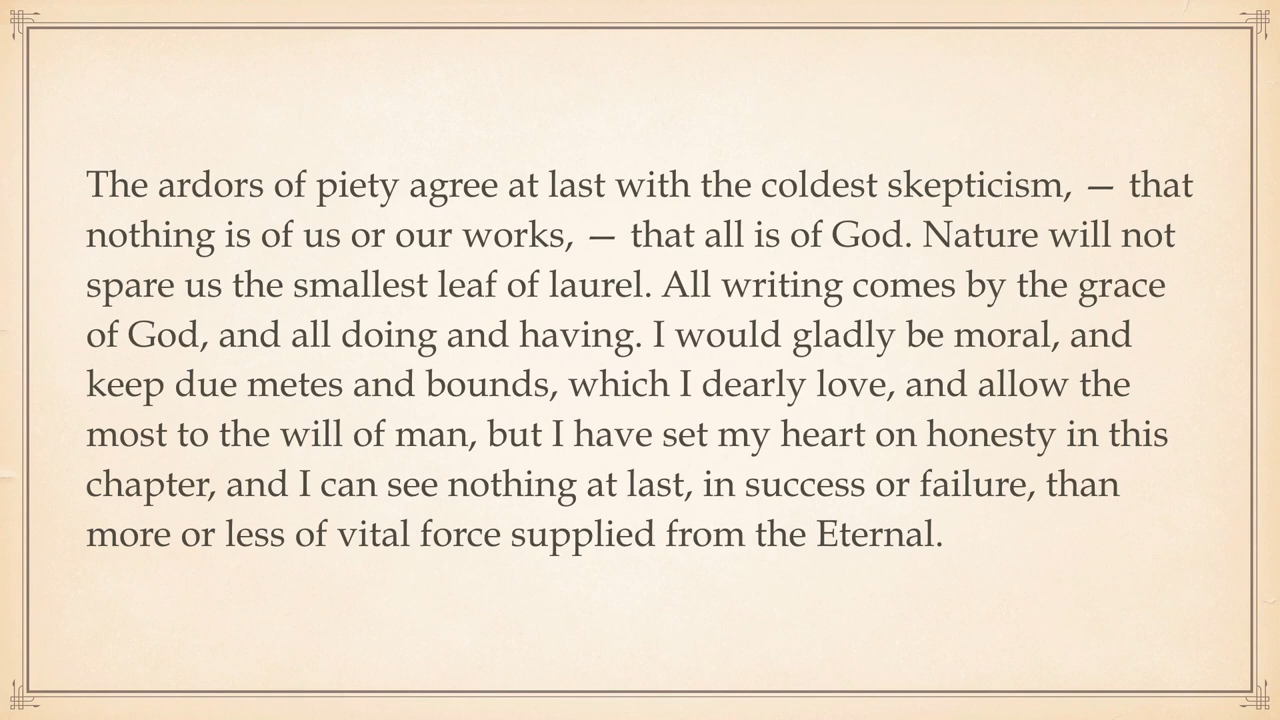 The ardors of piety agree at last with the coldest skepticism, — that
nothing is of us or our works, — that all is of God. Nature will not
spare us the smallest leaf of laurel. All writing comes by the grace
of God, and all doing and having. I would gladly be moral, and
keep due metes and bounds, which I dearly love, and allow the
most to the will of man, but I have set my heart on honesty in this
chapter, and I can see nothing at last, in success or failure, than
more or less of vital force supplied from the Eternal.